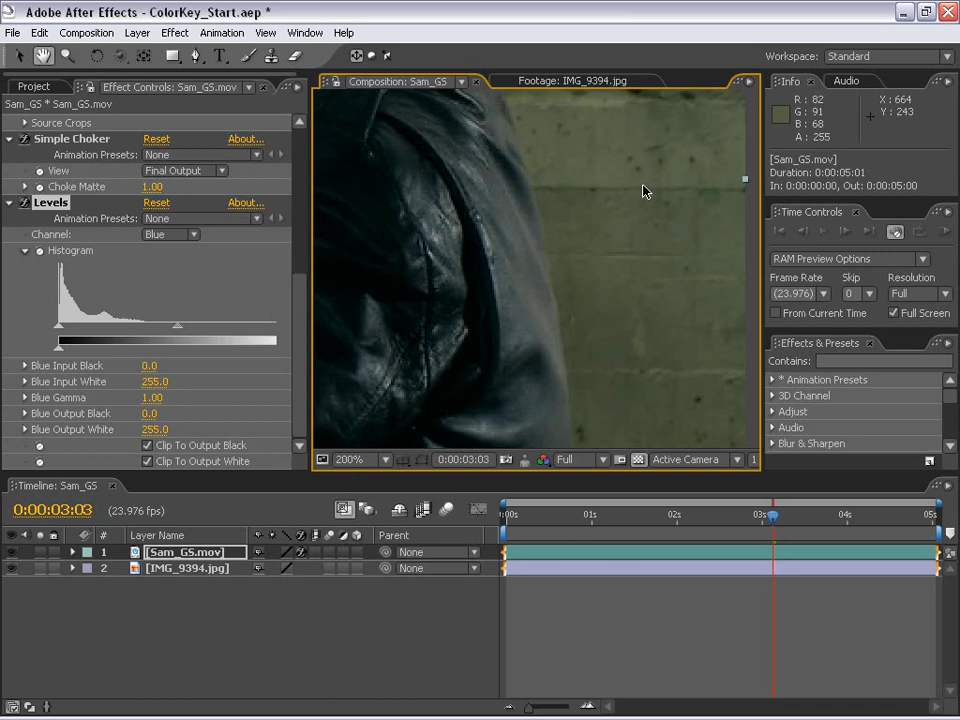 Adobe After Effects - ColorKey_Start.aep *
File Edit Composition Layer Effect Animation View Window Help
Workspace: Standard
Project Effect Controls: Sam_GS.mov
Sam_GS * Sam_GS.mov
Source Crops
Simple Choker Reset About...
Animation Presets: None
View Final Output
Choke Matte 1.00
Levels Reset About...
Animation Presets: None
Channel: Blue
Histogram
Blue Input Black 0.0
Blue Input White 255.0
Blue Gamma 1.00
Blue Output Black 0.0
Blue Output White 255.0
Clip To Output Black
Clip To Output White
Composition: Sam_GS Footage: IMG_9394.jpg
200% 0:00:03:03 Full Active Camera 1
Info Audio
R : 82 X : 664
G : 91 Y : 243
B : 68
A : 255
[Sam_GS.mov]
Duration: 0:00:05:01
In: 0:00:00:00, Out: 0:00:05:00
Time Controls
RAM Preview Options
Frame Rate Skip Resolution
(23.976) 0 Full
From Current Time Full Screen
Effects & Presets
Contains:
* Animation Presets
3D Channel
Adjust
Audio
Blur & Sharpen
Timeline: Sam_GS
0:00:03:03 (23.976 fps)
:00s 01s 02s 03s 04s 05s
# Layer Name Parent
1 [Sam_GS.mov] None
2 [IMG_9394.jpg] None